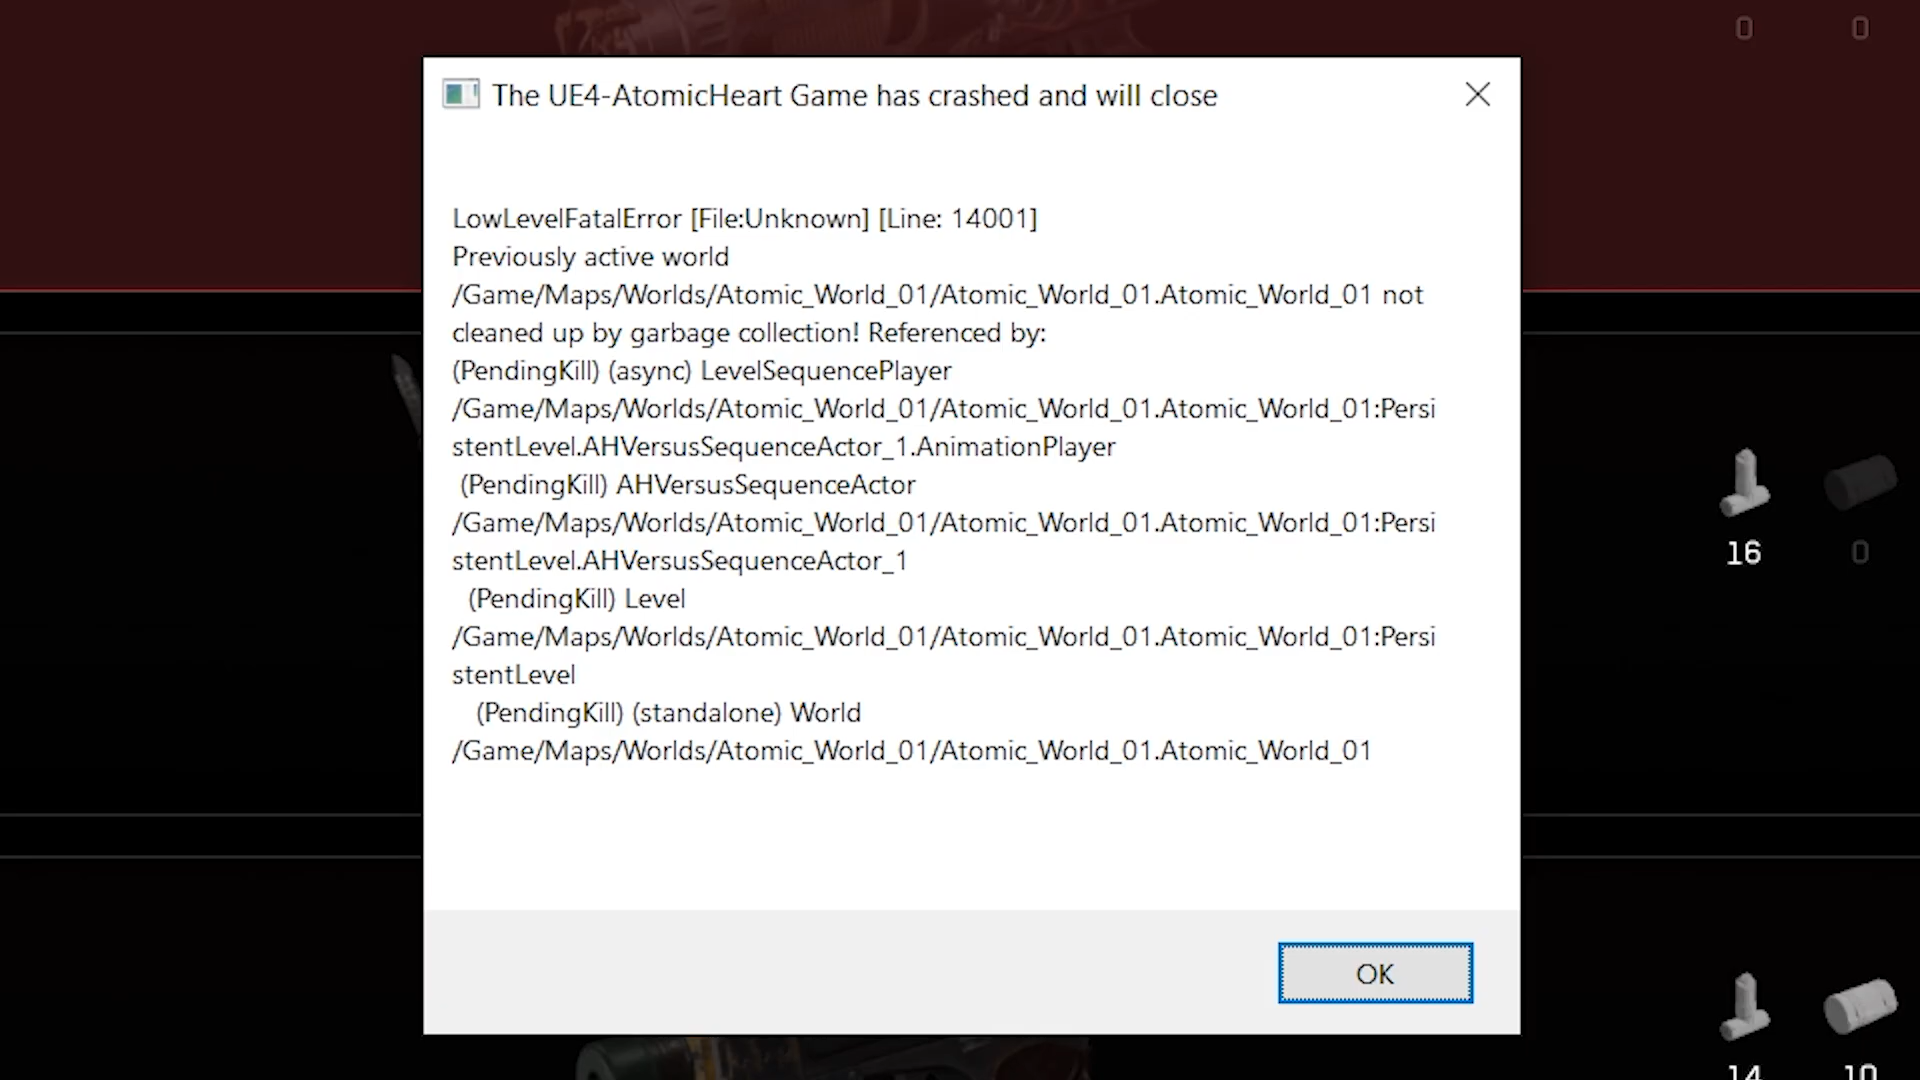 0 0
The UE4-AtomicHeart Game has crashed and will close
LowLevelFatalError [File:Unknown] [Line: 14001]
Previously active world
/Game/Maps/Worlds/Atomic_World_01/Atomic_World_01.Atomic_World_01 not
cleaned up by garbage collection! Referenced by:
(PendingKill) (async) LevelSequencePlayer
/Game/Maps/Worlds/Atomic_World_01/Atomic_World_01.Atomic_World_01:Persi
stentLevel.AHVersusSequenceActor_1.AnimationPlayer
(PendingKill) AHVersusSequenceActor
/Game/Maps/Worlds/Atomic_World_01/Atomic_World_01.Atomic_World_01:Persi
stentLevel.AHVersusSequenceActor_1
(PendingKill) Level
/Game/Maps/Worlds/Atomic_World_01/Atomic_World_01.Atomic_World_01:Persi
stentLevel
(PendingKill) (standalone) World
/Game/Maps/Worlds/Atomic_World_01/Atomic_World_01.Atomic_World_01
16 0
OK
14 10